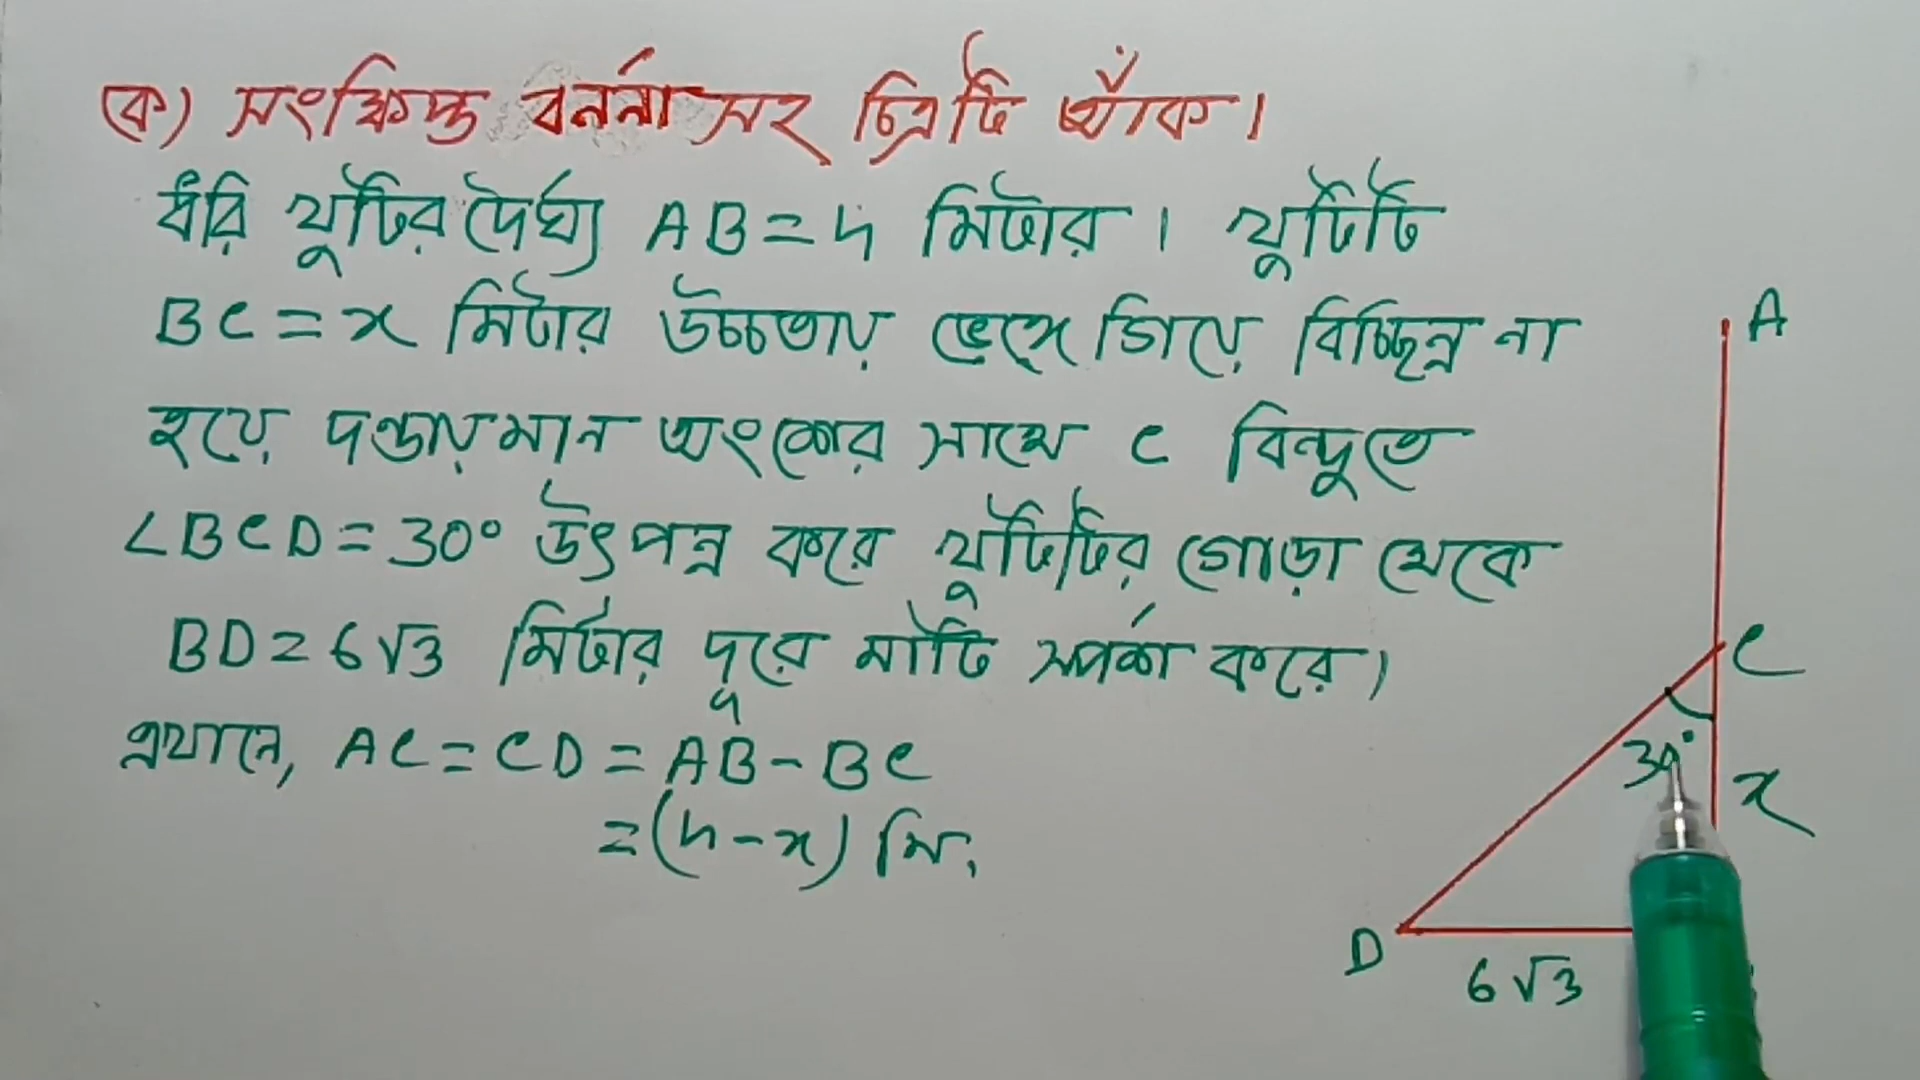 (ক) সংক্ষিপ্ত বর্ননা সহ চিত্রটি আঁক।
ধরি খুটির দৈর্ঘ্য AB = h মিটার। খুটিটি
BC = x মিটার উচ্চতায় ভেঙ্গে গিয়ে বিচ্ছিন্ন না
হয়ে দণ্ডায়মান অংশের সাথে C বিন্দুতে
∠BCD = 30° উৎপন্ন করে খুটিটির গোড়া থেকে
BD = 6√3 মিটার দূরে মাটি স্পর্শ করে।
এখানে, AC = CD = AB - BC
= (h - x) মি.
A
C
30°
x
D
6√3